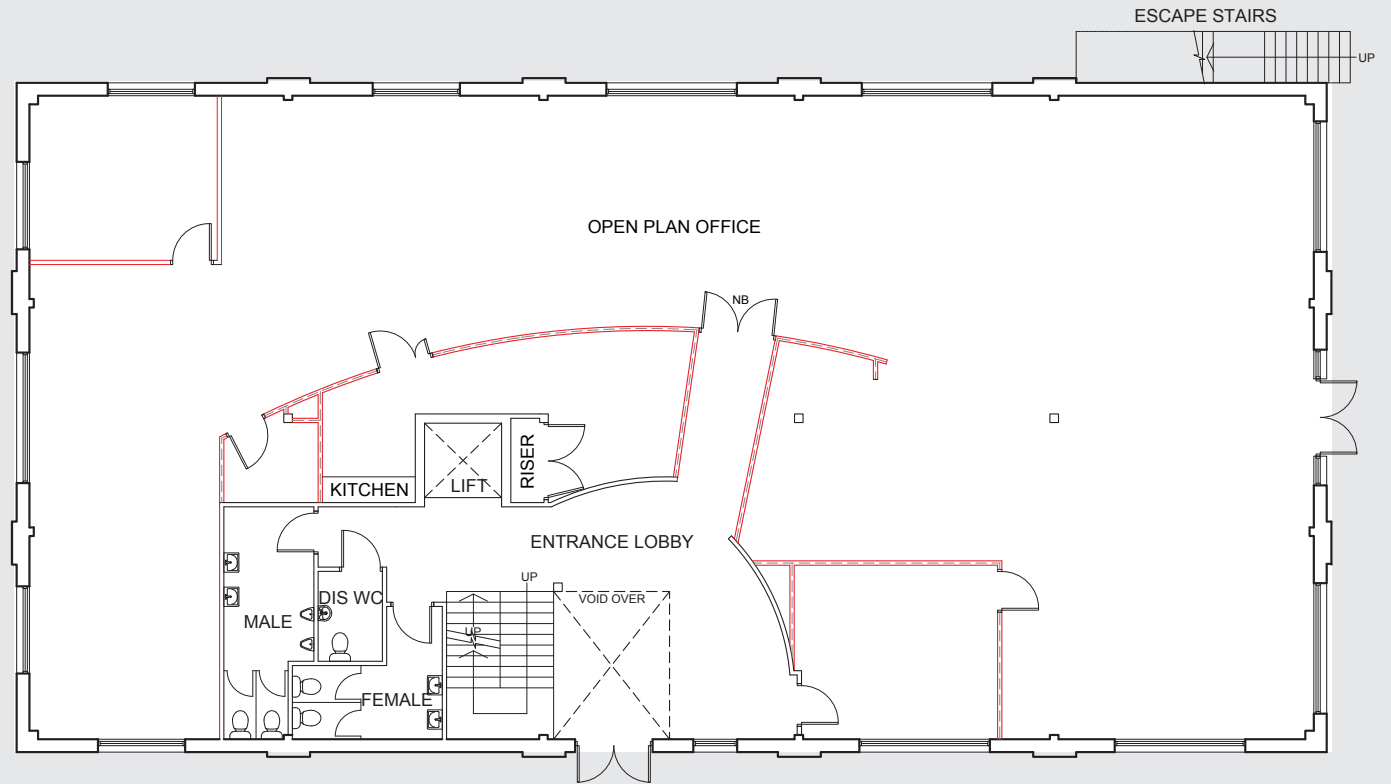 ESCAPE STAIRS
UP
OPEN PLAN OFFICE
NB
RISER
KITCHEN
LIFT
ENTRANCE LOBBY
UP
DIS WC
VOID OVER
MALE
UP
FEMALE